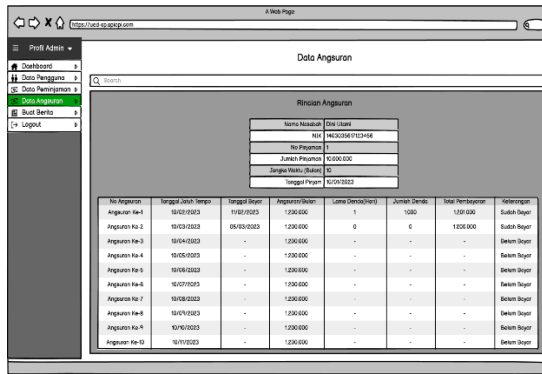 A Web Page
https://ued-spapiapi.com
Profil Admin
Dashboard
Data Pengguna
Data Peminjaman
Data Angsuran
Buat Berita
Logout
Data Angsuran
Search
Rincian Angsuran
Nama Nasabah Dini Utami
NIK
No Pinjaman 1
Jumlah Pinjaman 10.000.000
Jangka Waktu (Bulan) 10
Tanggal Pinjam 10/01/2023
No Angsuran Tanggal Jatuh Tempo Tanggal Bayar Angsuran/Bulan Lama Denda(Hari) Jumlah Denda Total Pembayaran Keterangan
Angsuran Ke-1 10/02/2023 11/02/2023 1.200.000 1 1.000 1.201.000 Sudah Bayar
Angsuran Ke-2 10/03/2023 05/03/2023 1.200.000 0 0 1.200.000 Sudah Bayar
Angsuran Ke-3 10/04/2023 - 1.200.000 - - - Belum Bayar
Angsuran Ke-4 10/05/2023 - 1.200.000 - - - Belum Bayar
Angsuran Ke-5 10/06/2023 - 1.200.000 - - - Belum Bayar
Angsuran Ke-6 10/07/2023 - 1.200.000 - - - Belum Bayar
Angsuran Ke-7 10/08/2023 - 1.200.000 - - - Belum Bayar
Angsuran Ke-8 10/09/2023 - 1.200.000 - - - Belum Bayar
Angsuran Ke-9 10/10/2023 - 1.200.000 - - - Belum Bayar
Angsuran Ke-10 10/11/2023 - 1.200.000 - - - Belum Bayar